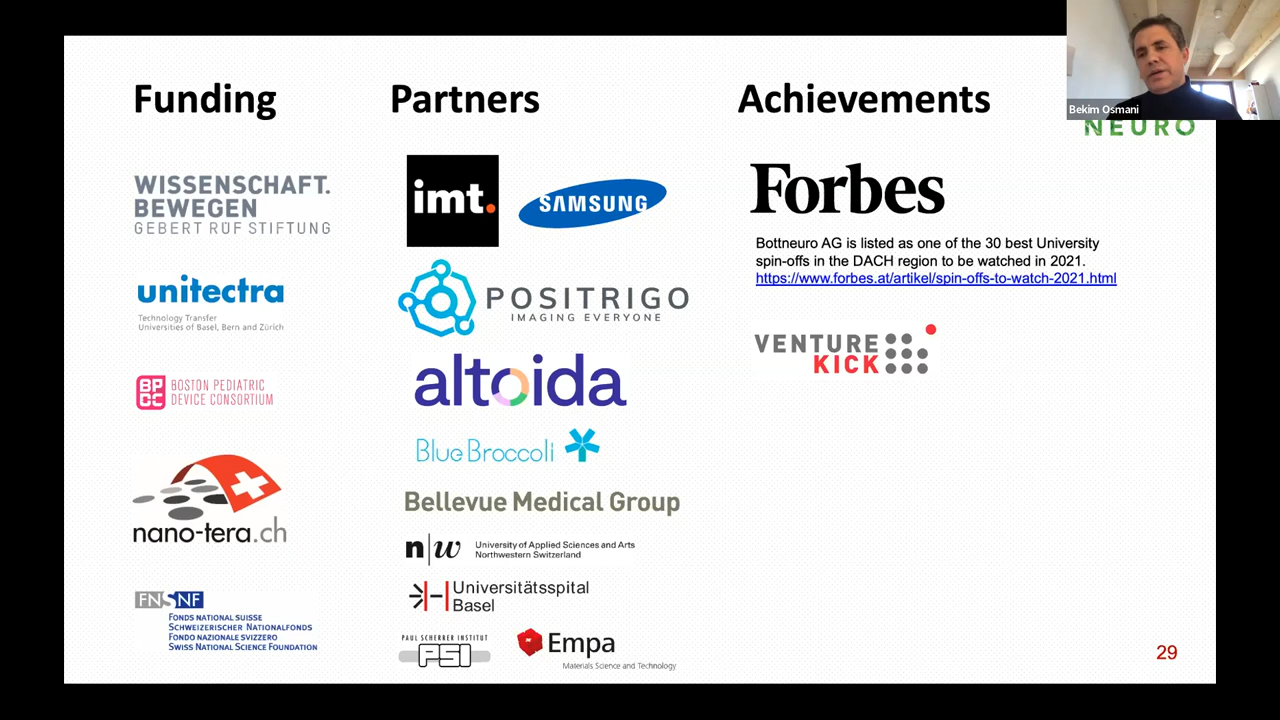 Funding
WISSENSCHAFT.
BEWEGEN
GEBERT RÜF STIFTUNG
unitectra
Technology Transfer
Universities of Basel, Bern and Zürich
BP
DC
BOSTON PEDIATRIC
DEVICE CONSORTIUM
nano-tera.ch
FNSNF
FONDS NATIONAL SUISSE
SCHWEIZERISCHER NATIONALFONDS
FONDO NAZIONALE SVIZZERO
SWISS NATIONAL SCIENCE FOUNDATION
Partners
imt.
SAMSUNG
POSITRIGO
IMAGING EVERYONE
altoida
BlueBroccoli
Bellevue Medical Group
n|w
University of Applied Sciences and Arts
Northwestern Switzerland
Universitätsspital
Basel
PAUL SCHERRER INSTITUT
PSI
Empa
Materials Science and Technology
Achievements
Forbes
Bottneuro AG is listed as one of the 30 best University
spin-offs in the DACH region to be watched in 2021.
https://www.forbes.at/artikel/spin-offs-to-watch-2021.html
VENTURE
KICK
Bekim Osmani
NEURO
29